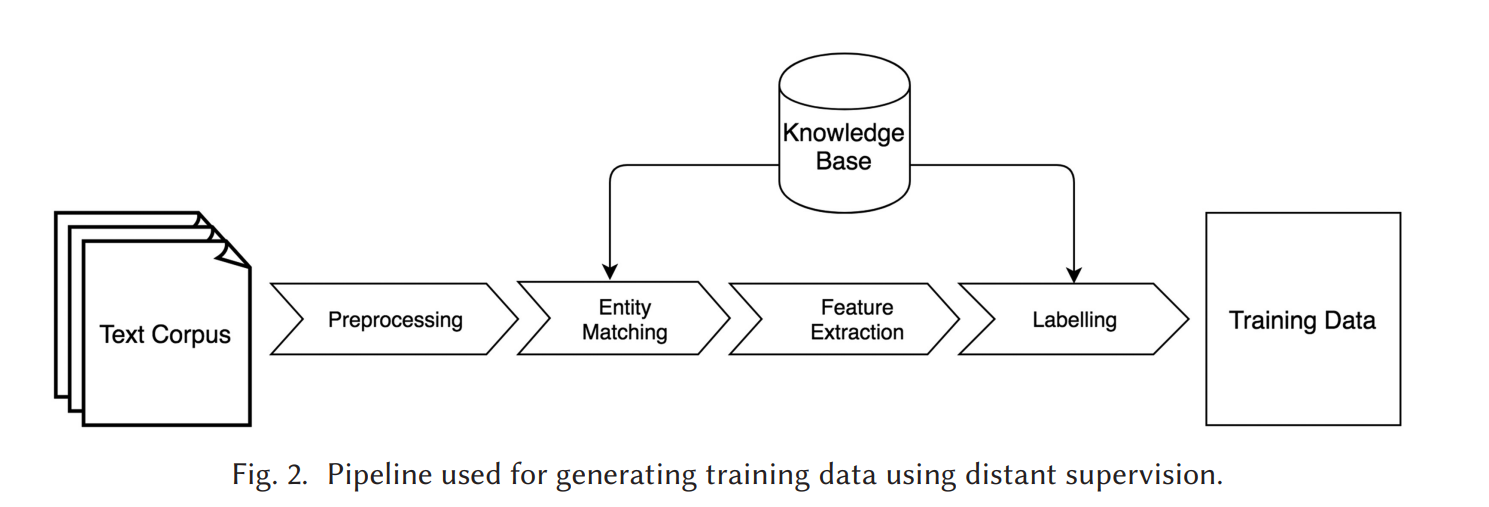 Knowledge
Base
Text Corpus
Preprocessing
Entity
Matching
Feature
Extraction
Labelling
Training Data
Fig. 2. Pipeline used for generating training data using distant supervision.